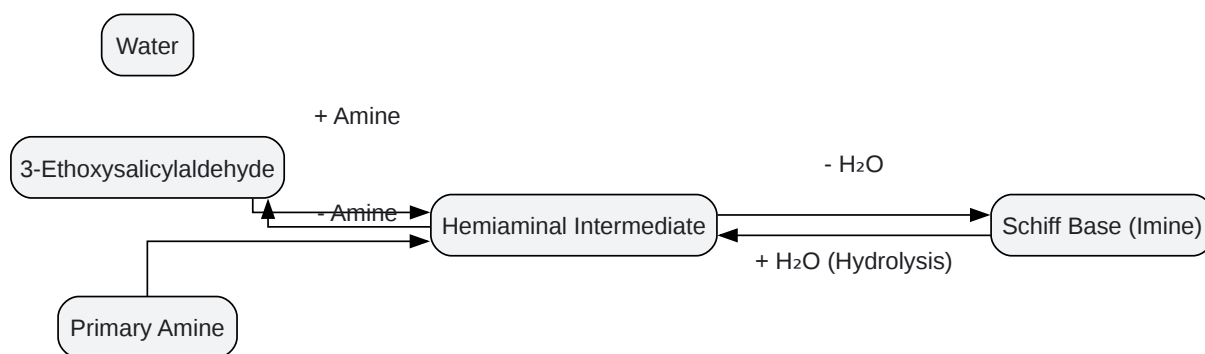 Water
+ Amine
3-Ethoxysalicylaldehyde
- H₂O
- Amine
Hemiaminal Intermediate
Schiff Base (Imine)
+ H₂O (Hydrolysis)
Primary Amine